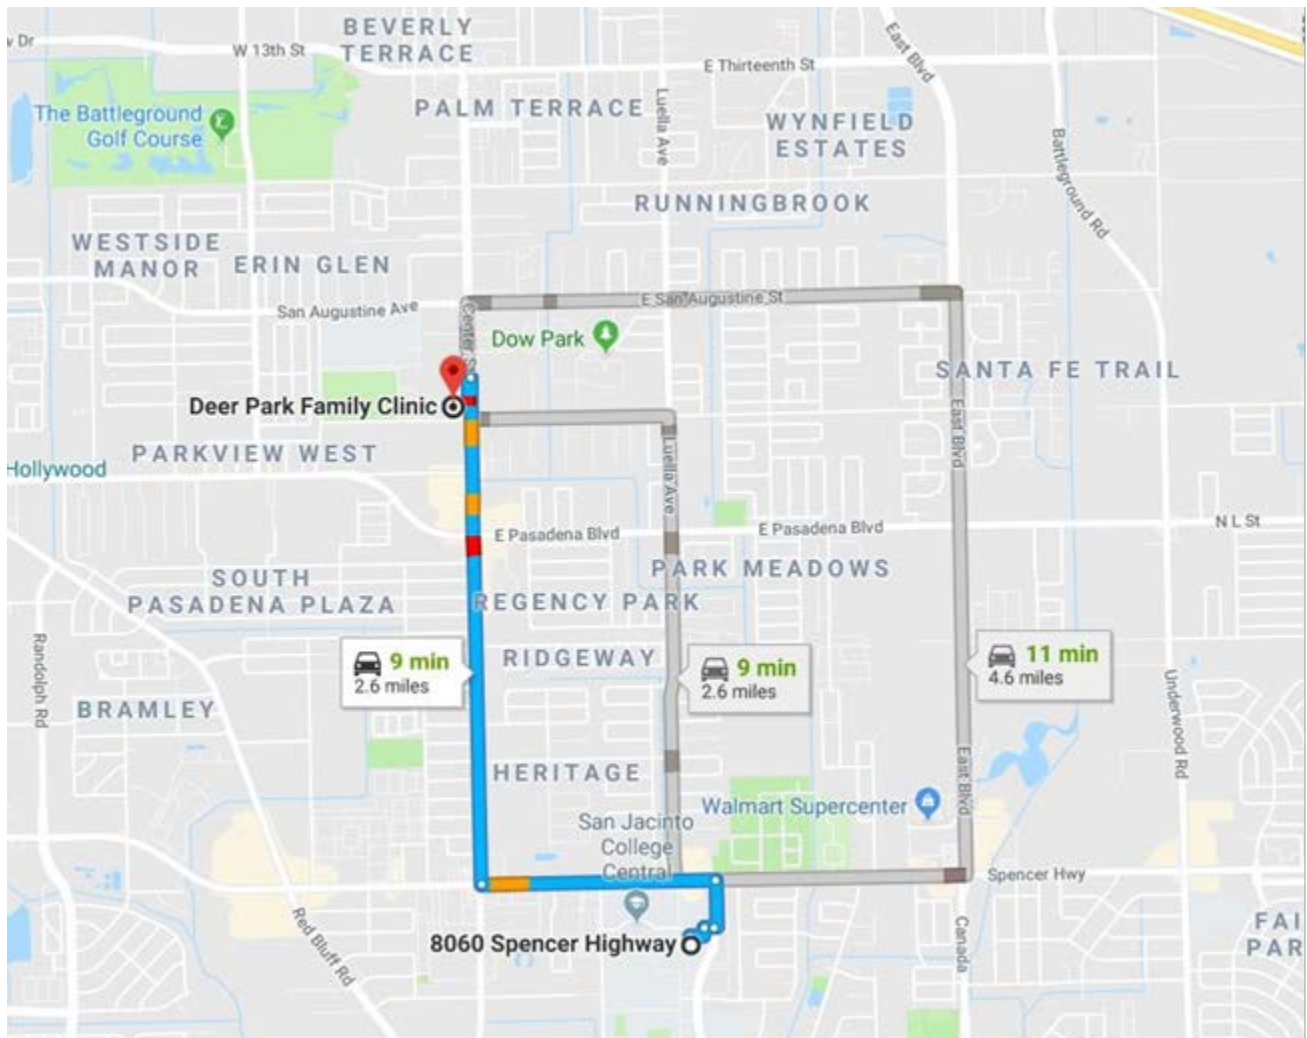 BEVERLY
TERRACE
v Dr
W 13th St
E Thirteenth St
East Blvd
The Battleground
Golf Course
PALM TERRACE
Luella Ave
WYNFIELD
ESTATES
Battleground Rd
RUNNINGBROOK
WESTSIDE
MANOR
ERIN GLEN
San Augustine Ave
E San Augustine St
Center S
Dow Park
SANTA FE TRAIL
Deer Park Family Clinic
East Blvd
PARKVIEW WEST
Luella Ave
Hollywood
E Pasadena Blvd
E Pasadena Blvd
N L St
SOUTH
PASADENA PLAZA
PARK MEADOWS
REGENCY PARK
Randolph Rd
9 min
2.6 miles
RIDGEWAY
9 min
2.6 miles
11 min
4.6 miles
Underwood Rd
BRAMLEY
HERITAGE
East Blvd
Walmart Supercenter
San Jacinto
College
Central
Spencer Hwy
Red Bluff Rd
8060 Spencer Highway
Canada
FAI
PAR